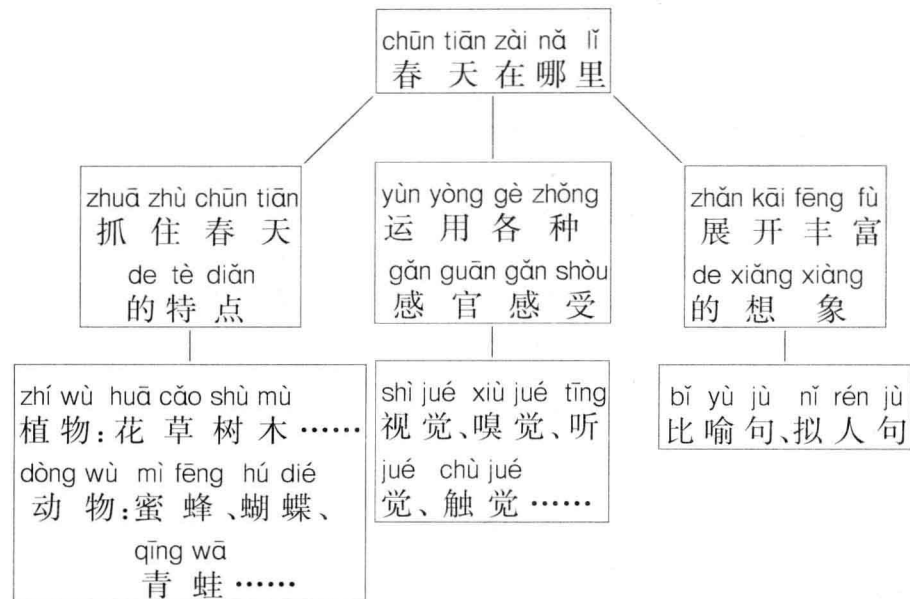 chūn tiān zài nǎ lǐ
春天在哪里
zhuā zhù chūn tiān
抓住春天
de tè diǎn
的特点
yùn yòng gè zhǒng
运用各种
gǎn guān gǎn shòu
感官感受
zhǎn kāi fēng fù
展开丰富
de xiǎng xiàng
的想象
zhí wù huā cǎo shù mù
植物:花草树木……
dòng wù mì fēng hú dié
动物:蜜蜂、蝴蝶、
qīng wā
青蛙……
shì jué xiù jué tīng
视觉、嗅觉、听
jué chù jué
觉、触觉……
bǐ yù jù nǐ rén jù
比喻句、拟人句